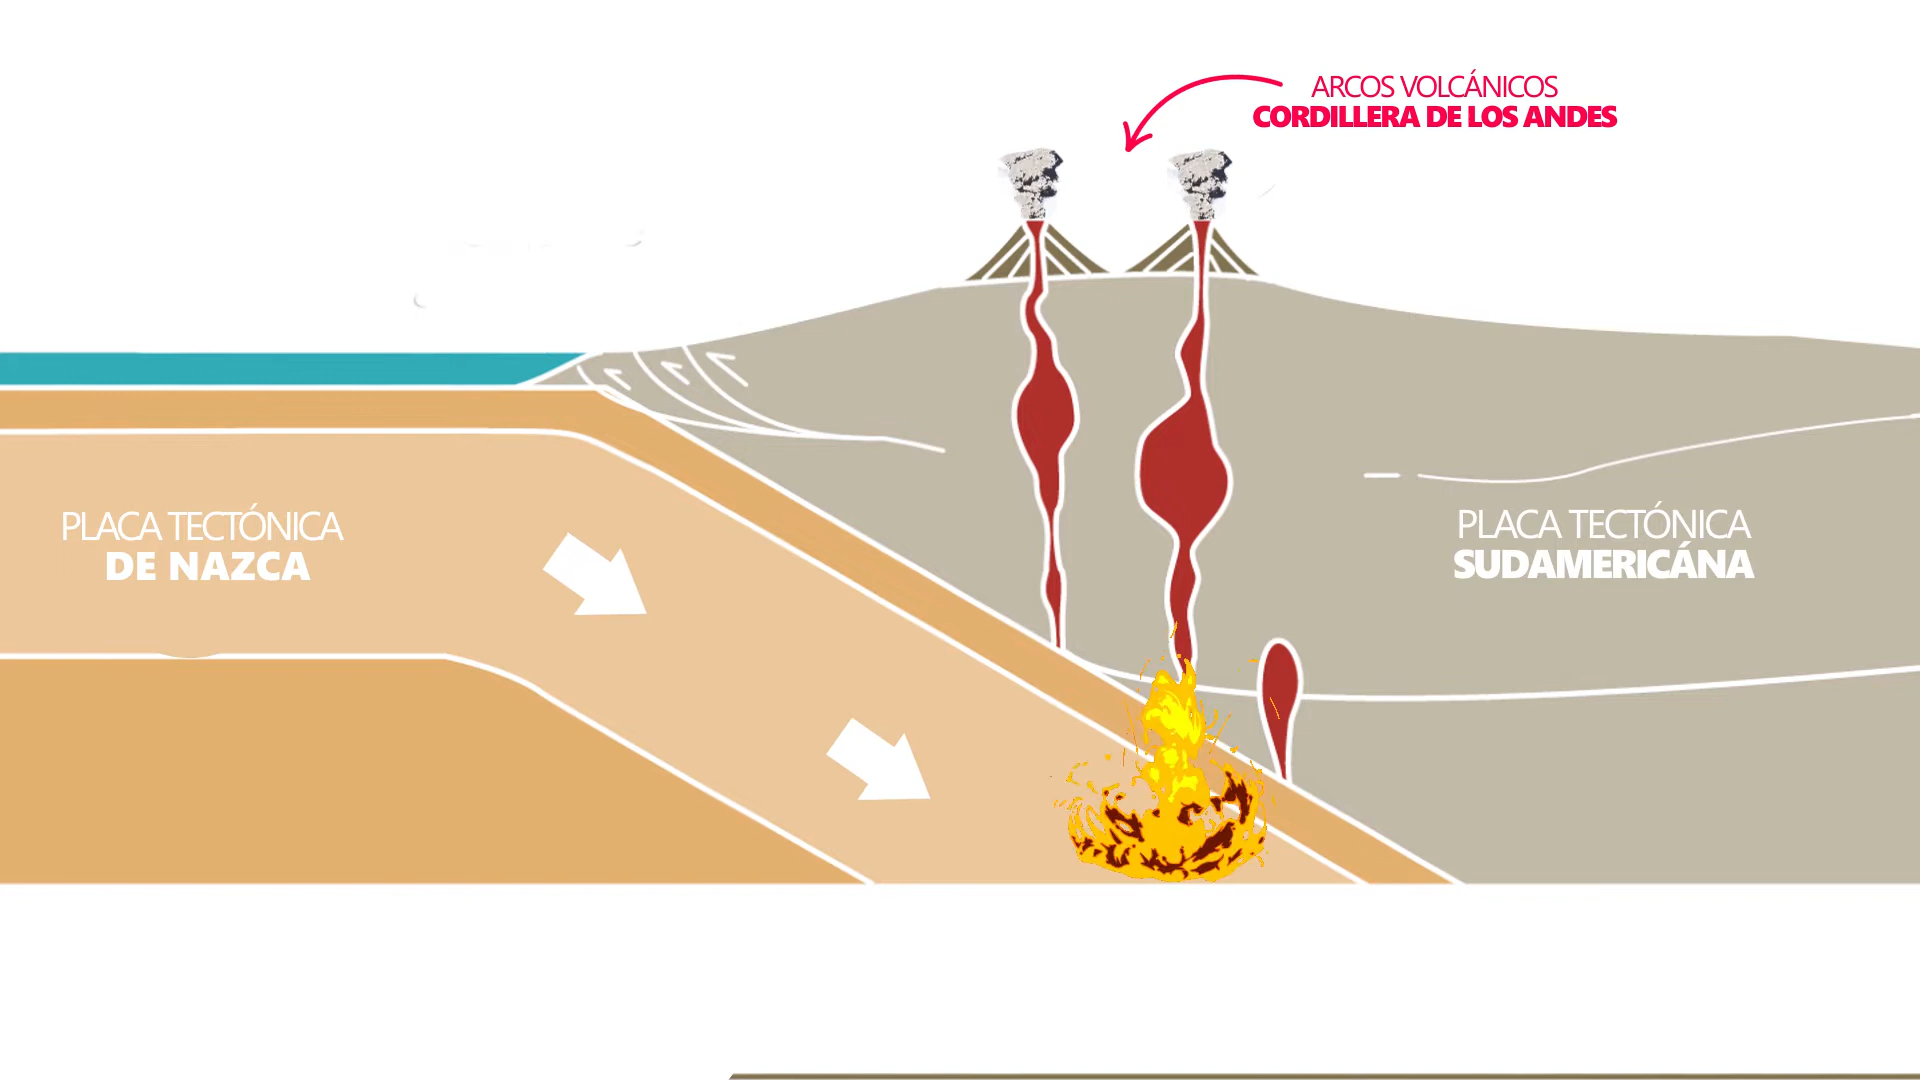 ARCOS VOLCÁNICOS
CORDILLERA DE LOS ANDES
PLACA TECTÓNICA
DE NAZCA
PLACA TECTÓNICA
SUDAMERICÁNA